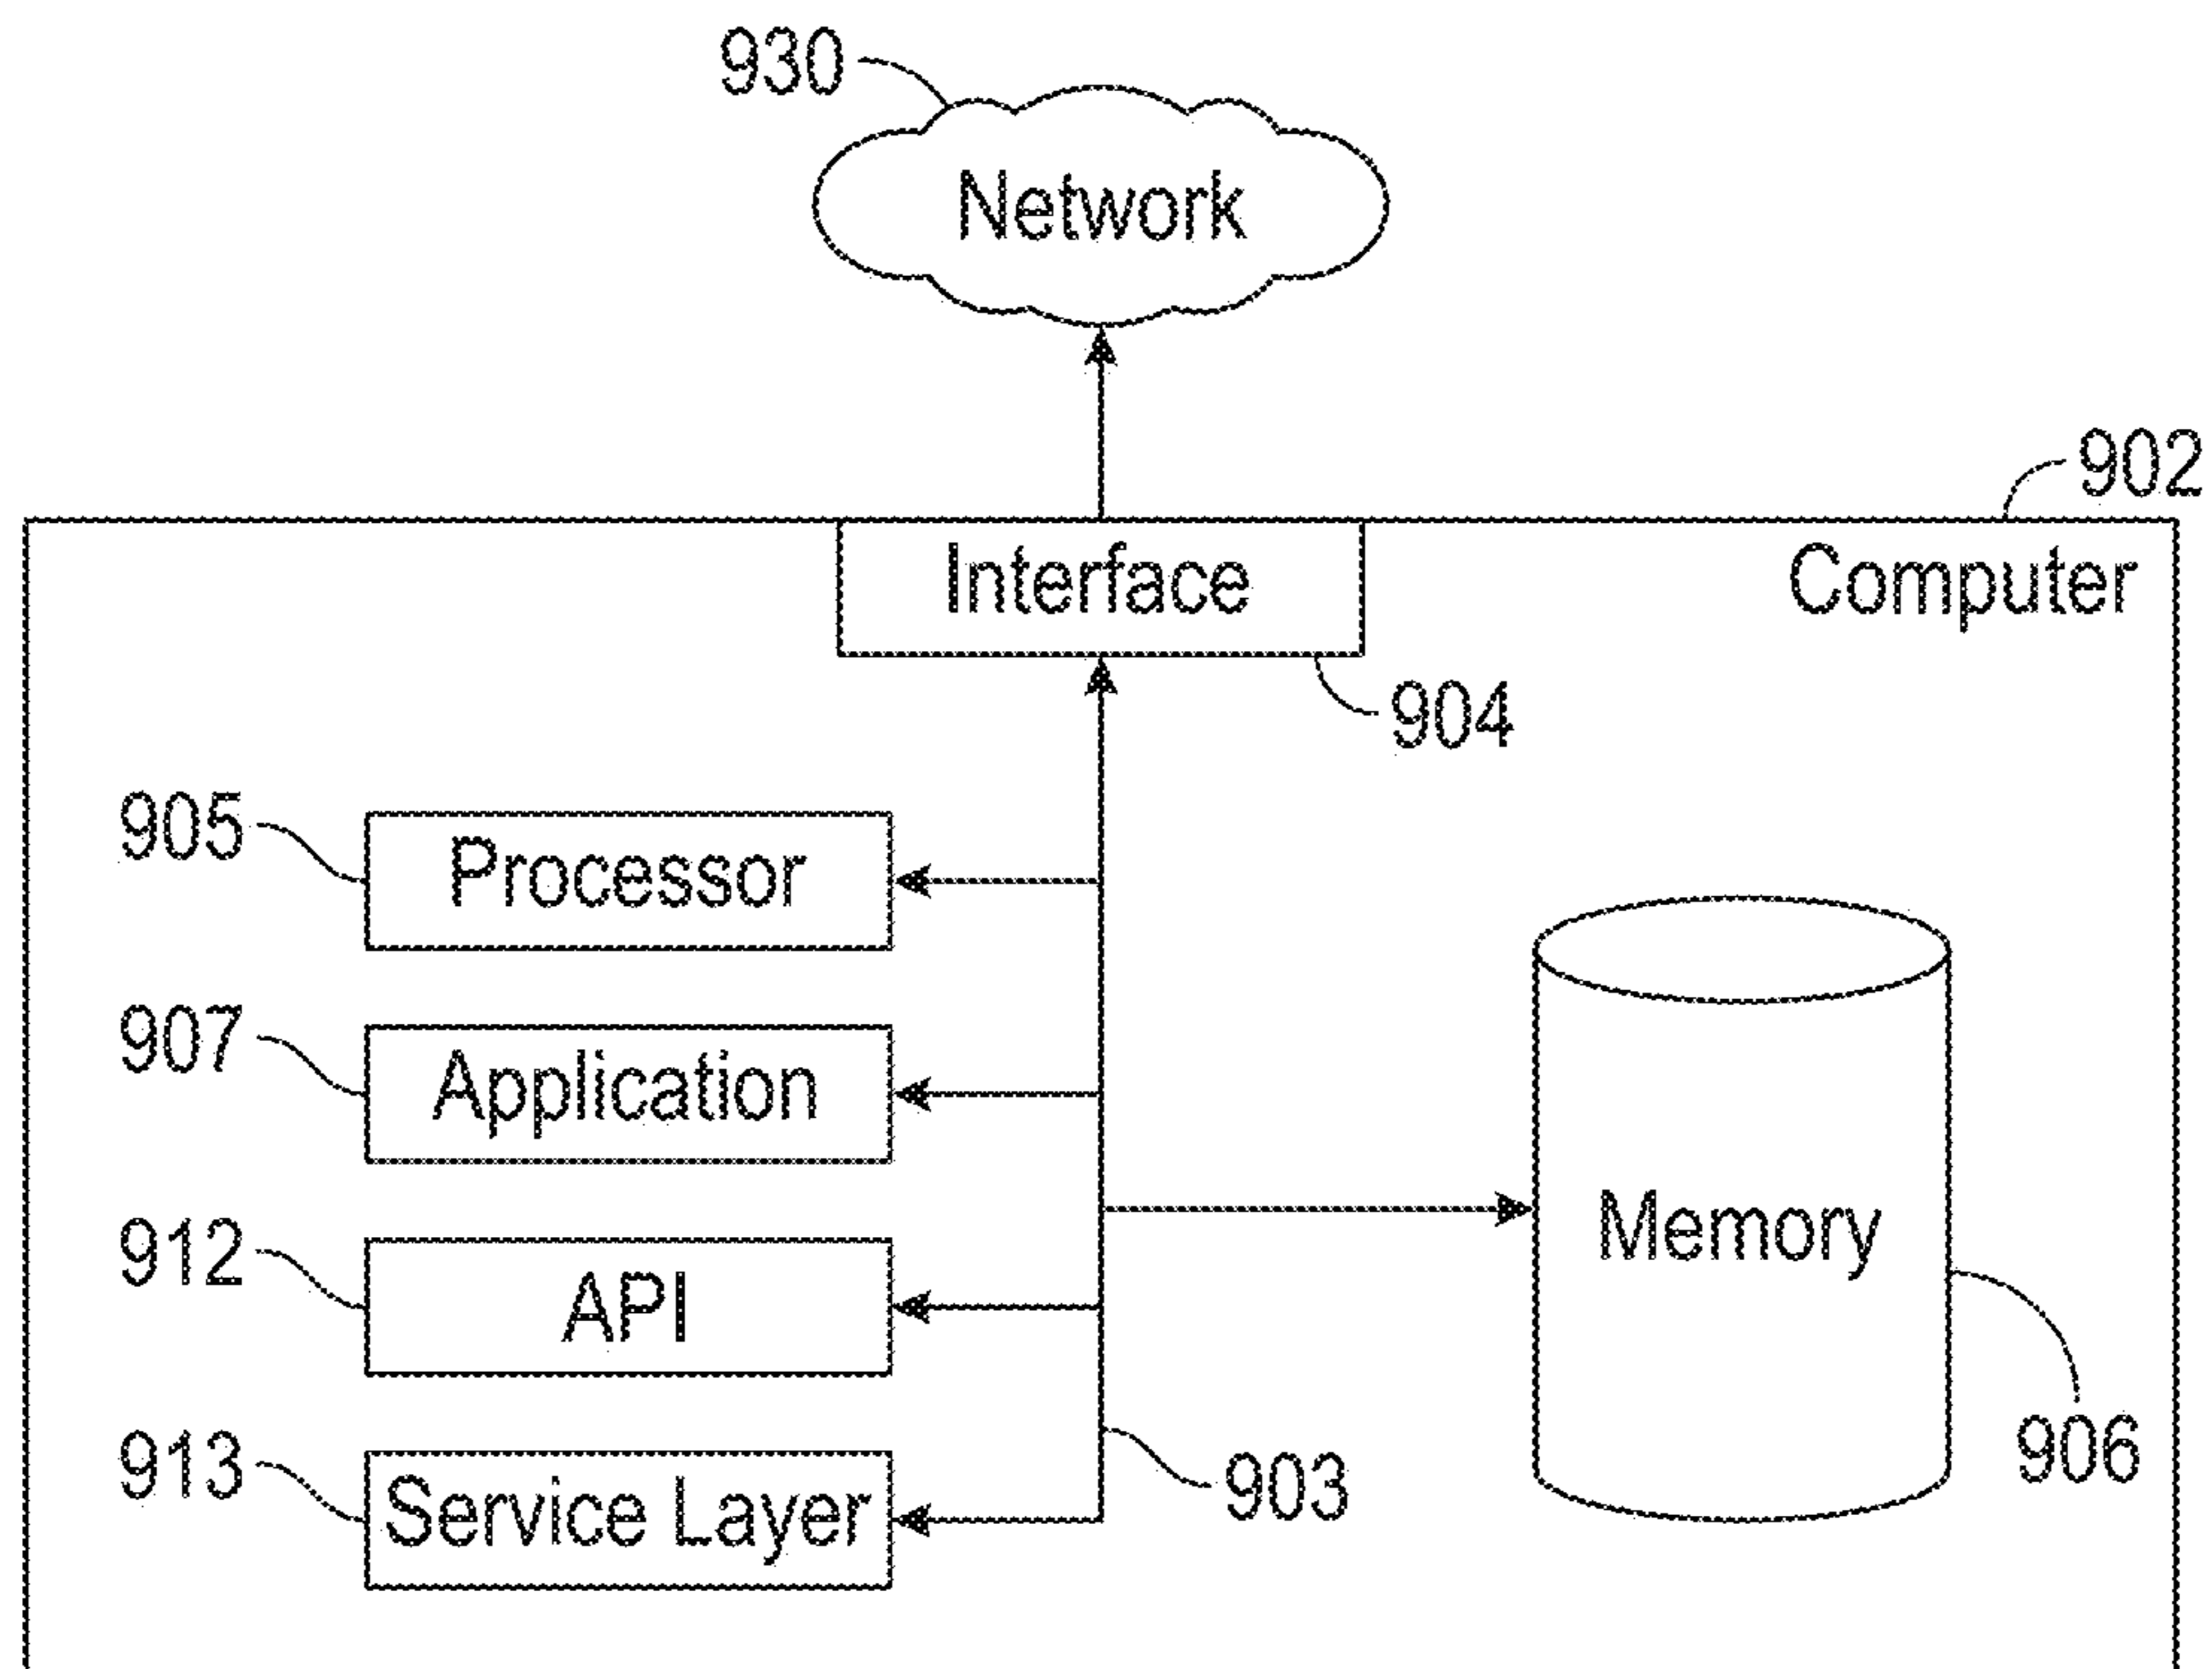 930
Network
902
Interface
Computer
904
905
Processor
907
Application
912
API
Memory
913
Service Layer
903
906